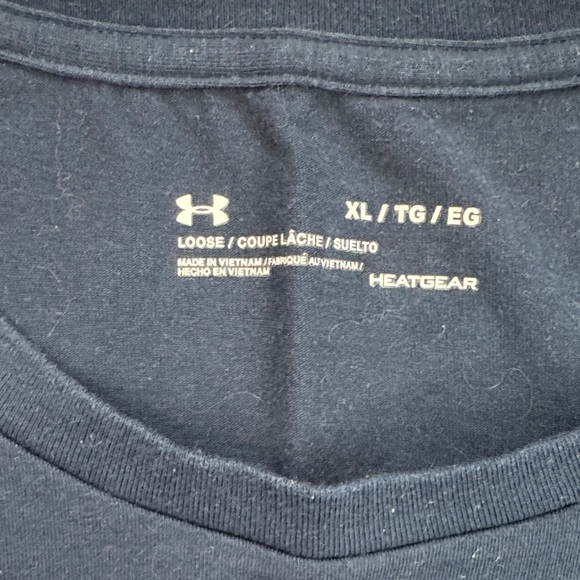 XL / TG / EG
LOOSE / COUPE LÂCHE / SUELTO
MADE IN VIETNAM / FABRIQUÉ AU VIETNAM /
HECHO EN VIETNAM
HEATGEAR